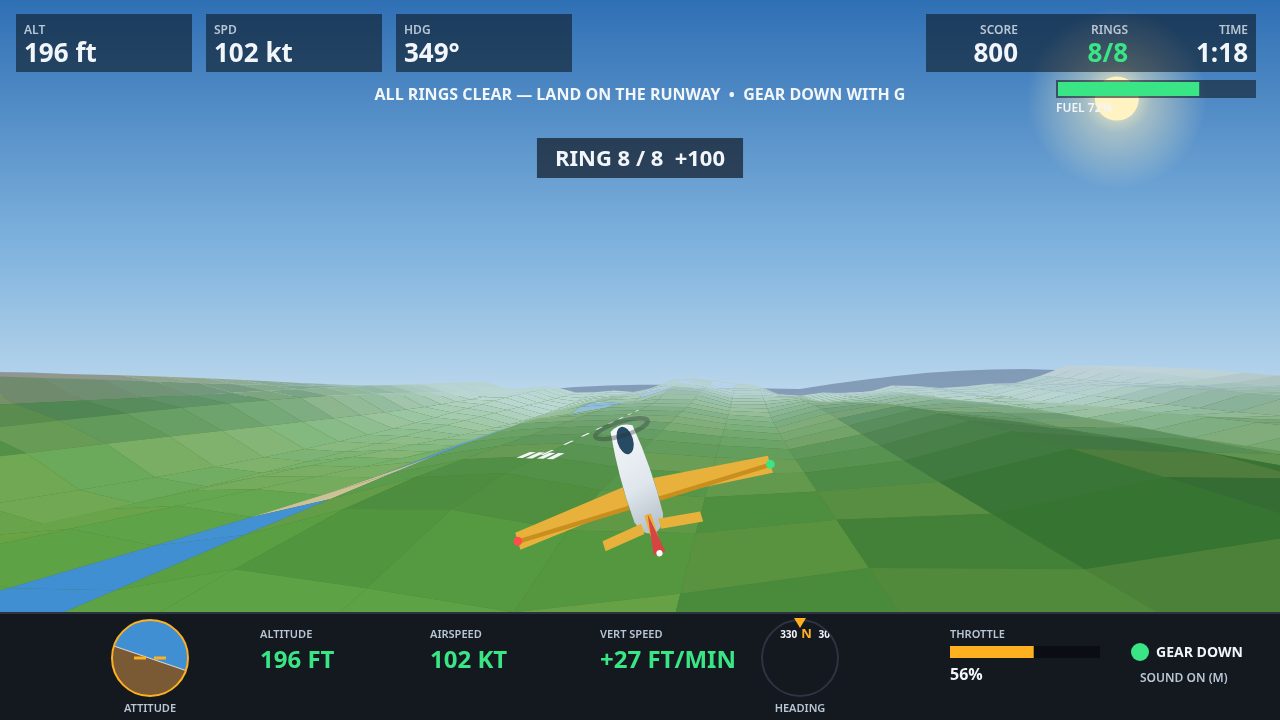 ALT
196 ft
SPD
102 kt
HDG
349°
SCORE
800
RINGS
8/8
TIME
1:18
FUEL 72%
ALL RINGS CLEAR — LAND ON THE RUNWAY • GEAR DOWN WITH G
RING 8 / 8 +100
ATTITUDE
ALTITUDE
196 FT
AIRSPEED
102 KT
VERT SPEED
+27 FT/MIN
330 N 30
HEADING
THROTTLE
56%
GEAR DOWN
SOUND ON (M)